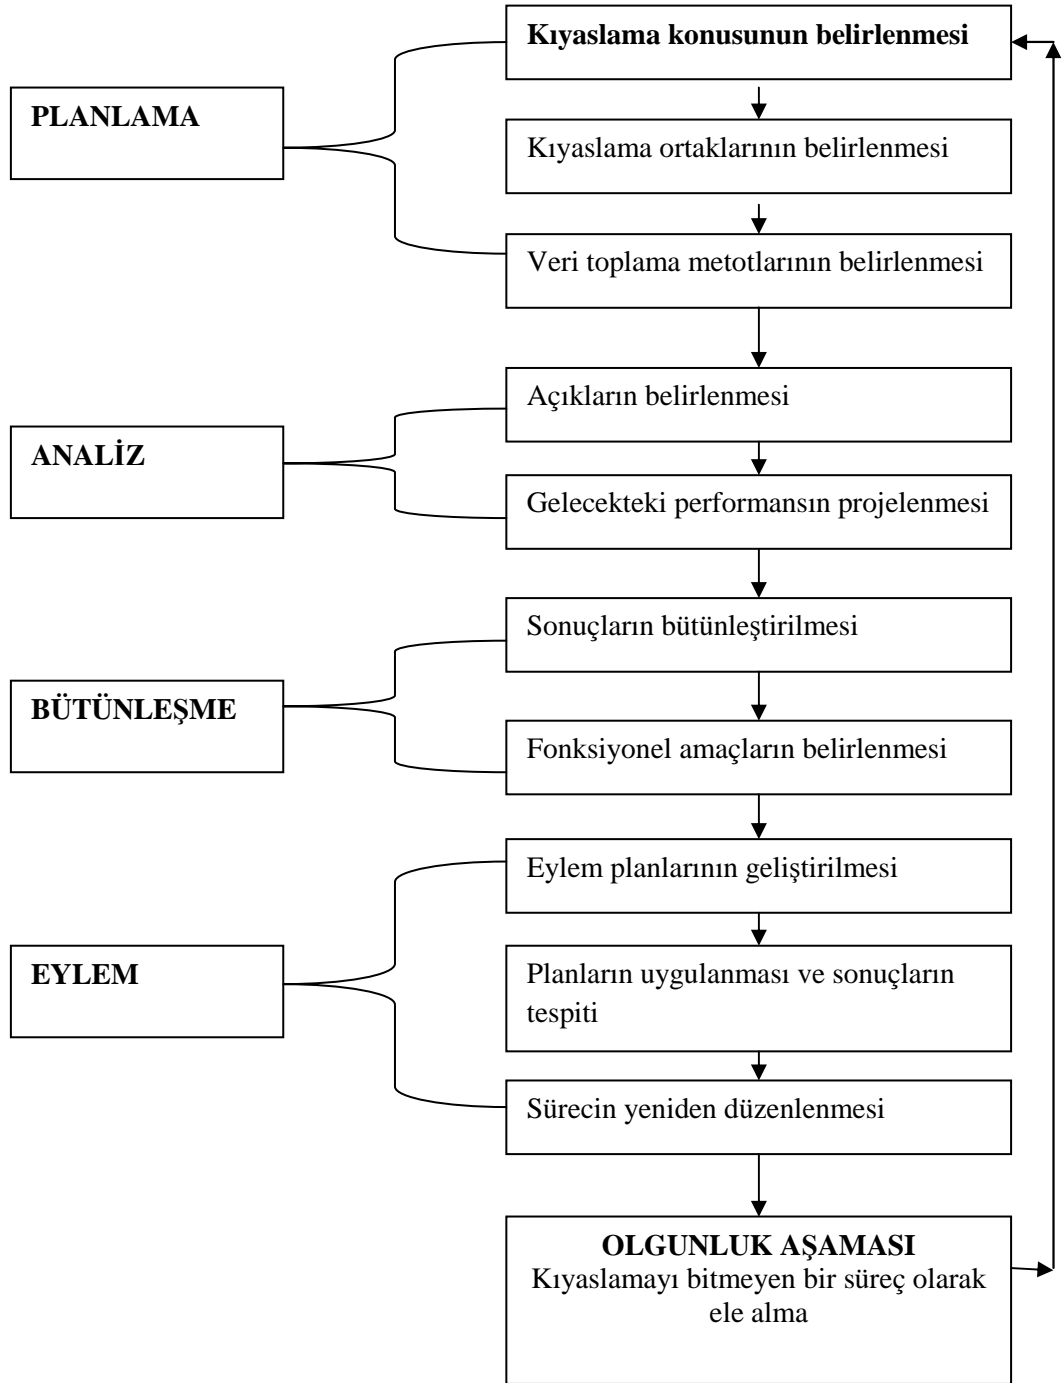 Kıyaslama konusunun belirlenmesi
PLANLAMA
Kıyaslama ortaklarının belirlenmesi
Veri toplama metotlarının belirlenmesi
Açıkların belirlenmesi
ANALİZ
Gelecekteki performansın projelenmesi
Sonuçların bütünleştirilmesi
BÜTÜNLEŞME
Fonksiyonel amaçların belirlenmesi
Eylem planlarının geliştirilmesi
EYLEM
Planların uygulanması ve sonuçların
tespiti
Sürecin yeniden düzenlenmesi
OLGUNLUK AŞAMASI
Kıyaslamayı bitmeyen bir süreç olarak
ele alma